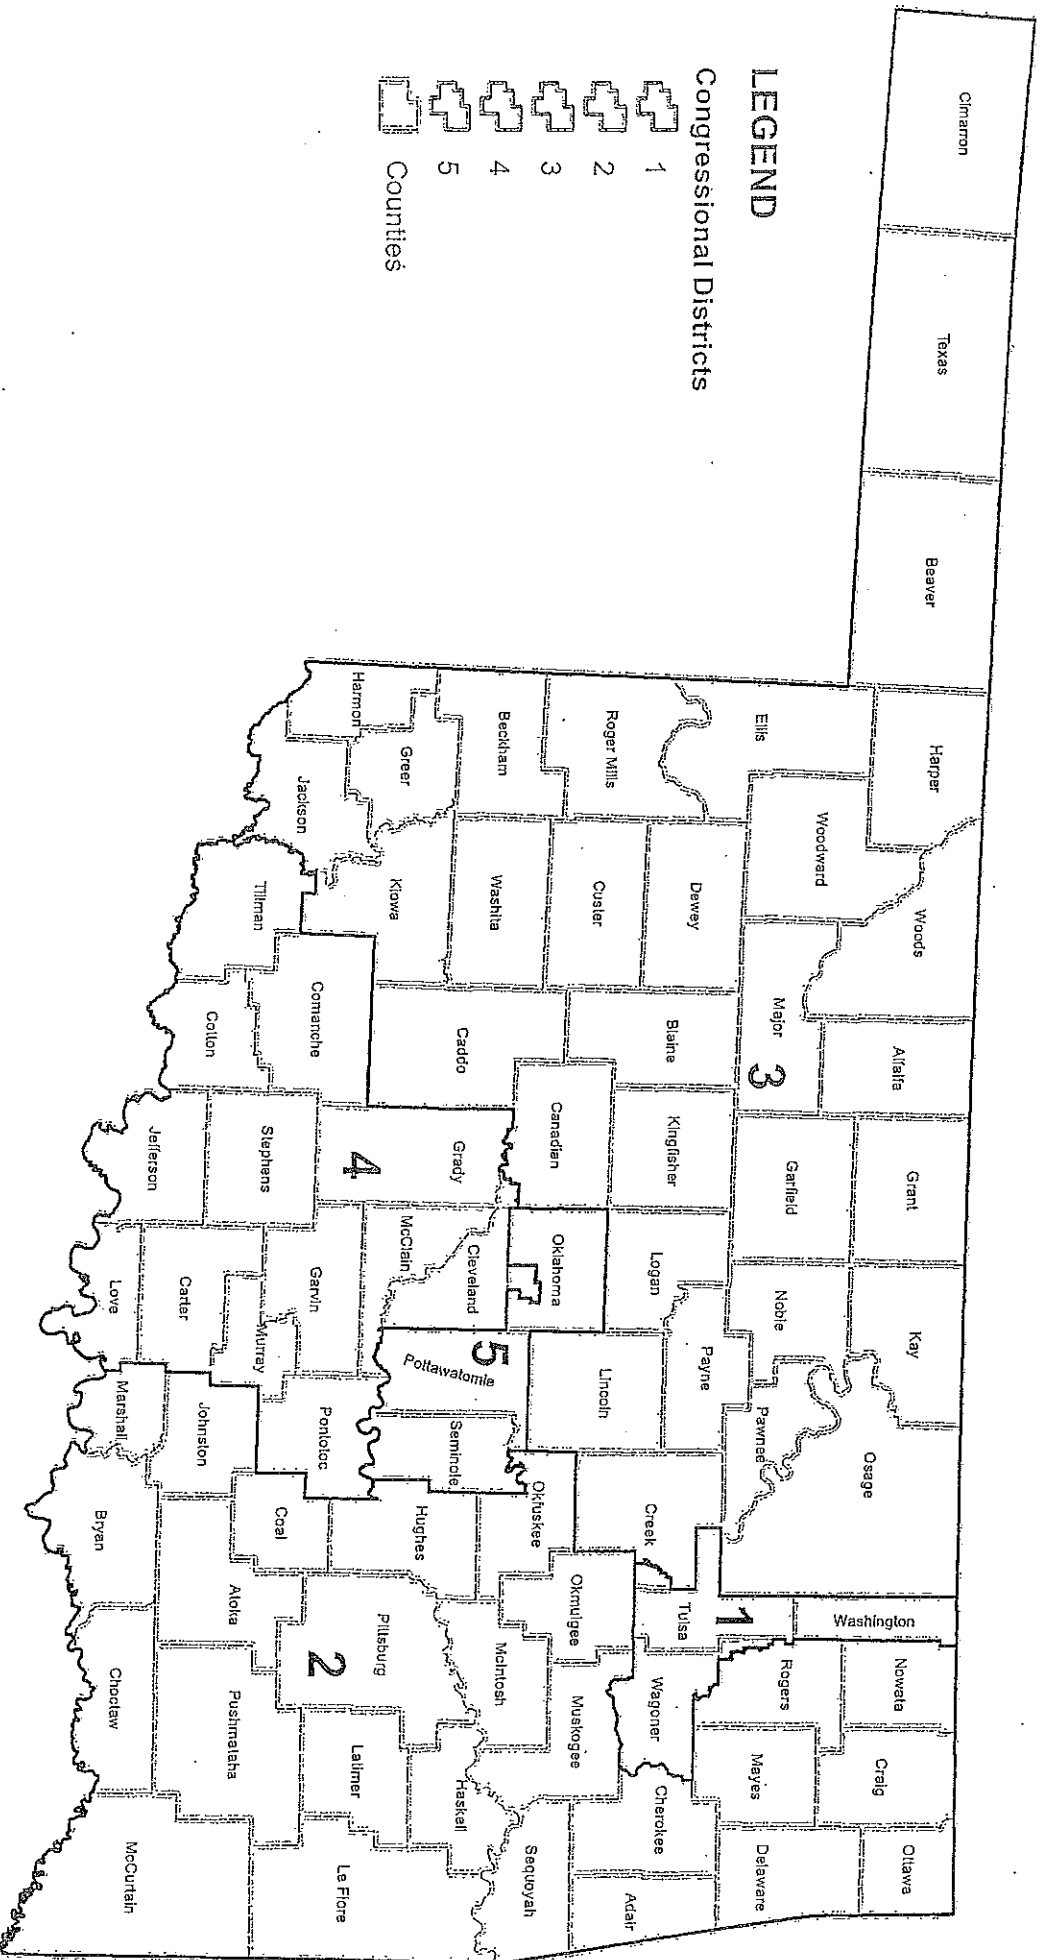 Cimarron
Texas
Beaver
Harper
Woods
Alfalfa
Grant
Kay
Osage
Washington
Nowata
Craig
Ottawa
Ellis
Woodward
Major
3
Garfield
Noble
Pawnee
1
Rogers
Mayes
Delaware
Roger Mills
Dewey
Blaine
Kingfisher
Logan
Payne
Creek
Tulsa
Wagoner
Cherokee
Adair
Beckham
Custer
Canadian
Oklahoma
Lincoln
Okfuskee
Okmulgee
Muskogee
Sequoyah
Washita
Caddo
Grady
Cleveland
5
Pottawatomie
Seminole
Hughes
McIntosh
Haskell
Harmon
Greer
Kiowa
Comanche
4
McClain
Garvin
Pontotoc
Coal
Pittsburg
2
Latimer
Le Flore
Jackson
Tillman
Cotton
Stephens
Murray
Carter
Johnston
Atoka
Pushmataha
Jefferson
Love
Marshall
Bryan
Choctaw
McCurtain
LEGEND
Congressional Districts
1
2
3
4
5
Counties